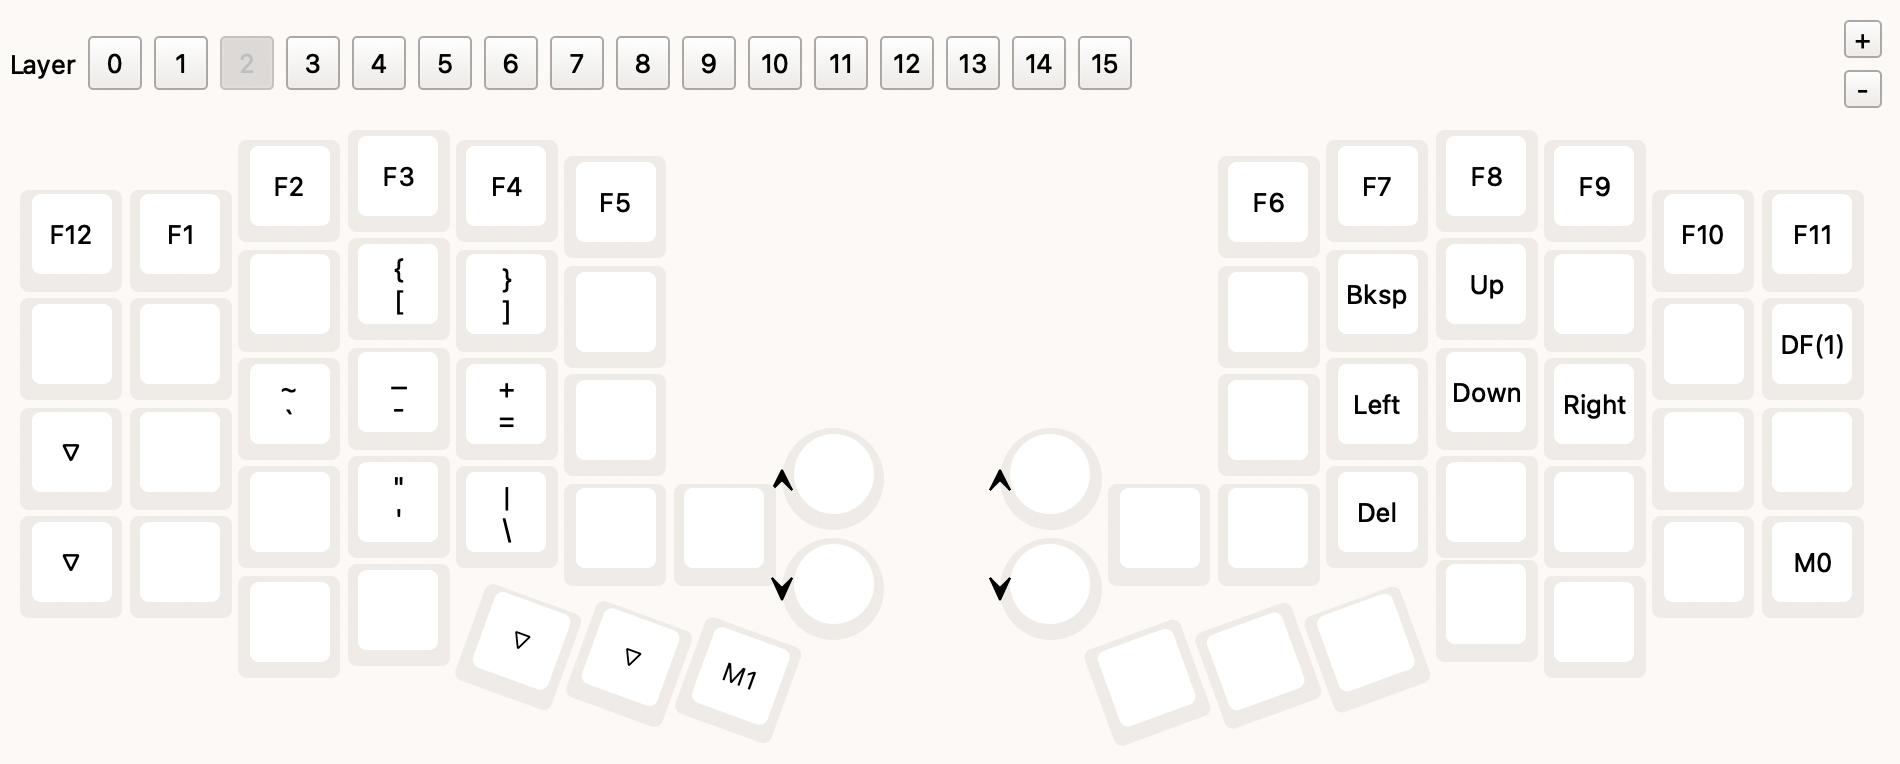 Layer 0 1 2 3 4 5 6 7 8 9 10 11 12 13 14 15
+
-
F12 F1 F2 F3 F4 F5 F6 F7 F8 F9 F10 F11
{ } Bksp Up DF(1)
[ ]
~ _ + Left Down Right
` - =
▽
" | Del
' \
▽ M0
▽ ▽ M1